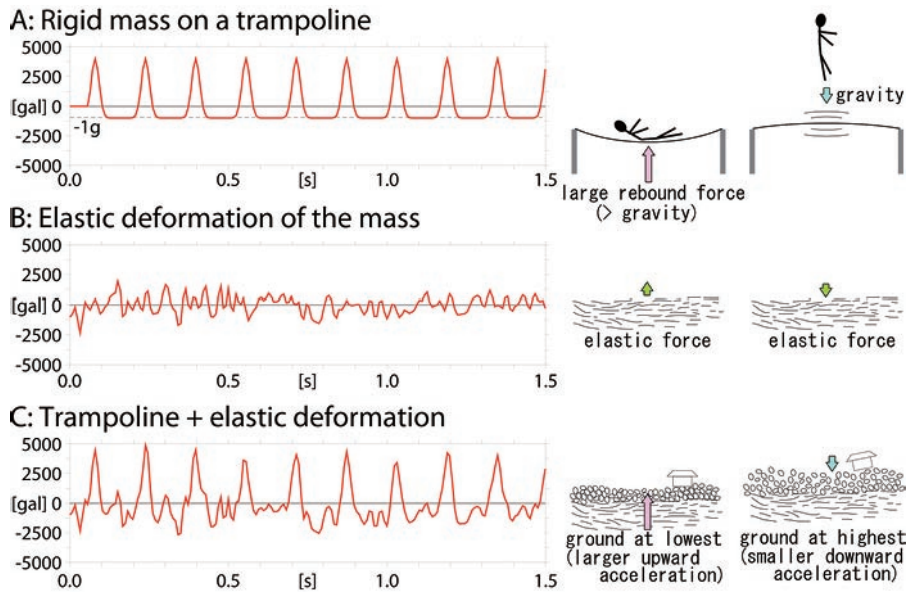 A: Rigid mass on a trampoline
5000
2500
[gal] 0
-1g
-2500
-5000
0.0 0.5 [s] 1.0 1.5
gravity
large rebound force
(> gravity)
B: Elastic deformation of the mass
5000
2500
[gal] 0
-2500
-5000
0.0 0.5 [s] 1.0 1.5
elastic force elastic force
C: Trampoline + elastic deformation
5000
2500
[gal] 0
-2500
-5000
0.0 0.5 [s] 1.0 1.5
ground at lowest
(larger upward
acceleration)
ground at highest
(smaller downward
acceleration)